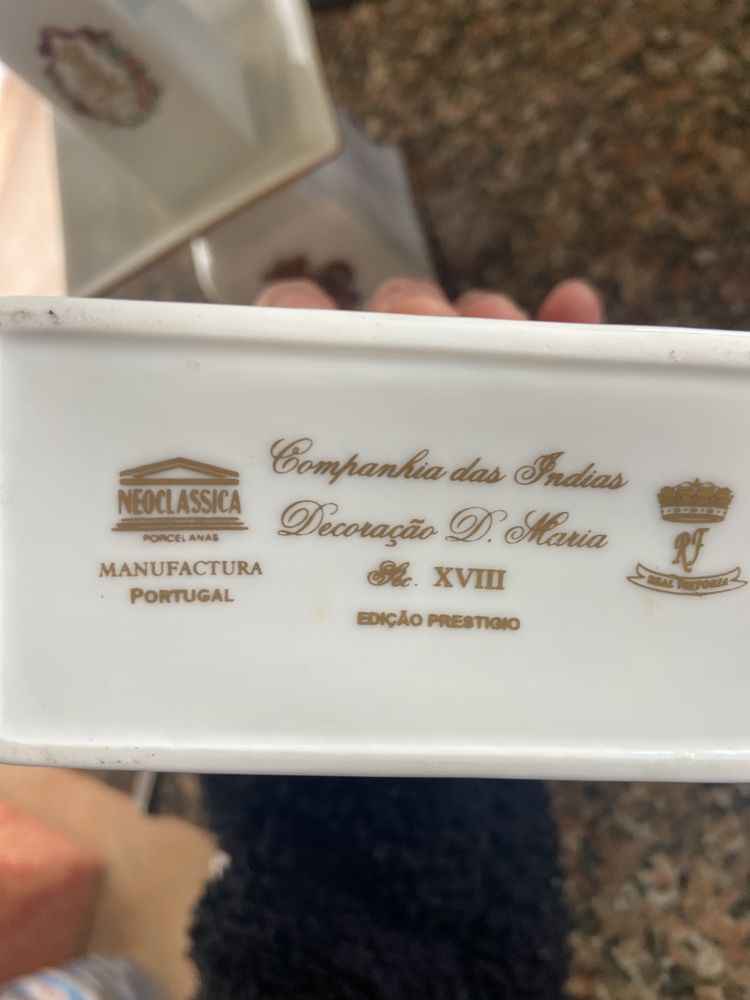 NEOCLASSICA
PORCELANAS
MANUFACTURA
PORTUGAL
Companhia das Indias
Decoração D. Maria
Séc. XVIII
EDIÇÃO PRESTIGIO
RF